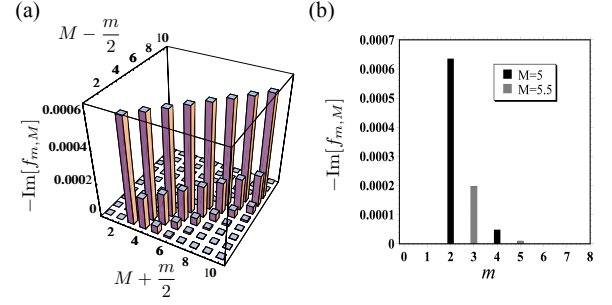 (a)
M − m/2
2 4 6 8 10
0.0006
0.0004
0.0002
0
−Im[f_{m,M}]
2 4 6 8 10
M + m/2
(b)
0.0007
0.0006
0.0005
0.0004
0.0003
0.0002
0.0001
0
−Im[f_{m,M}]
M=5
M=5.5
0 1 2 3 4 5 6 7 8
m